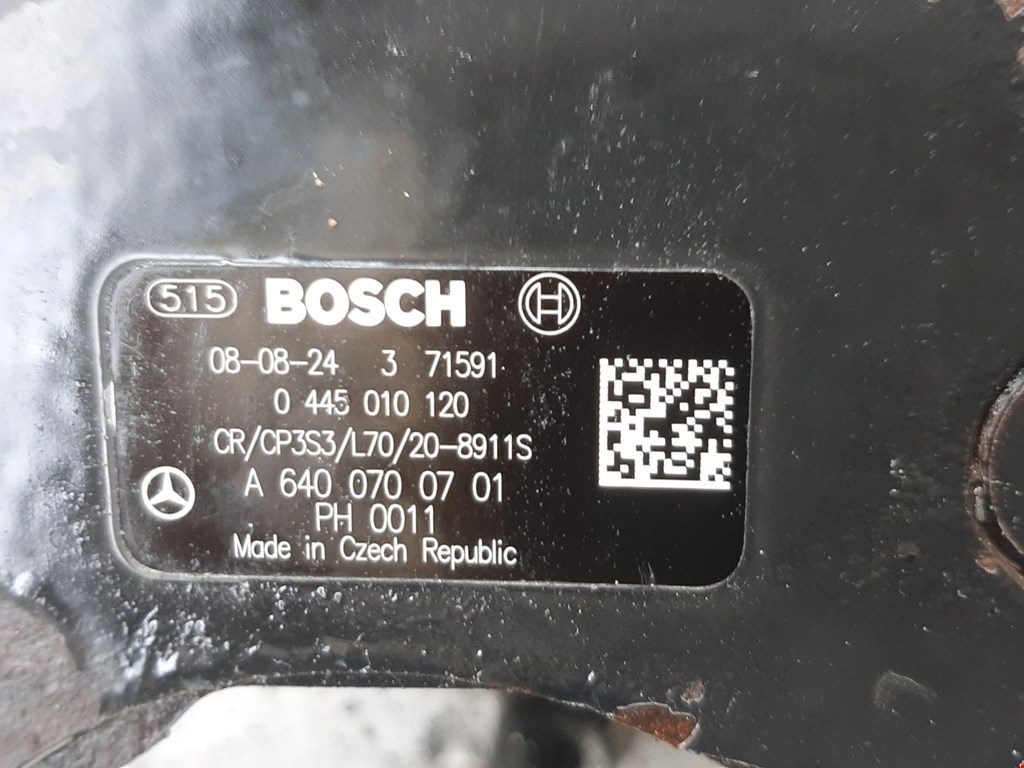 515 BOSCH
08-08-24 3 71591
0 445 010 120
CR/CP3S3/L70/20-8911S
A 640 070 07 01
PH 0011
Made in Czech Republic